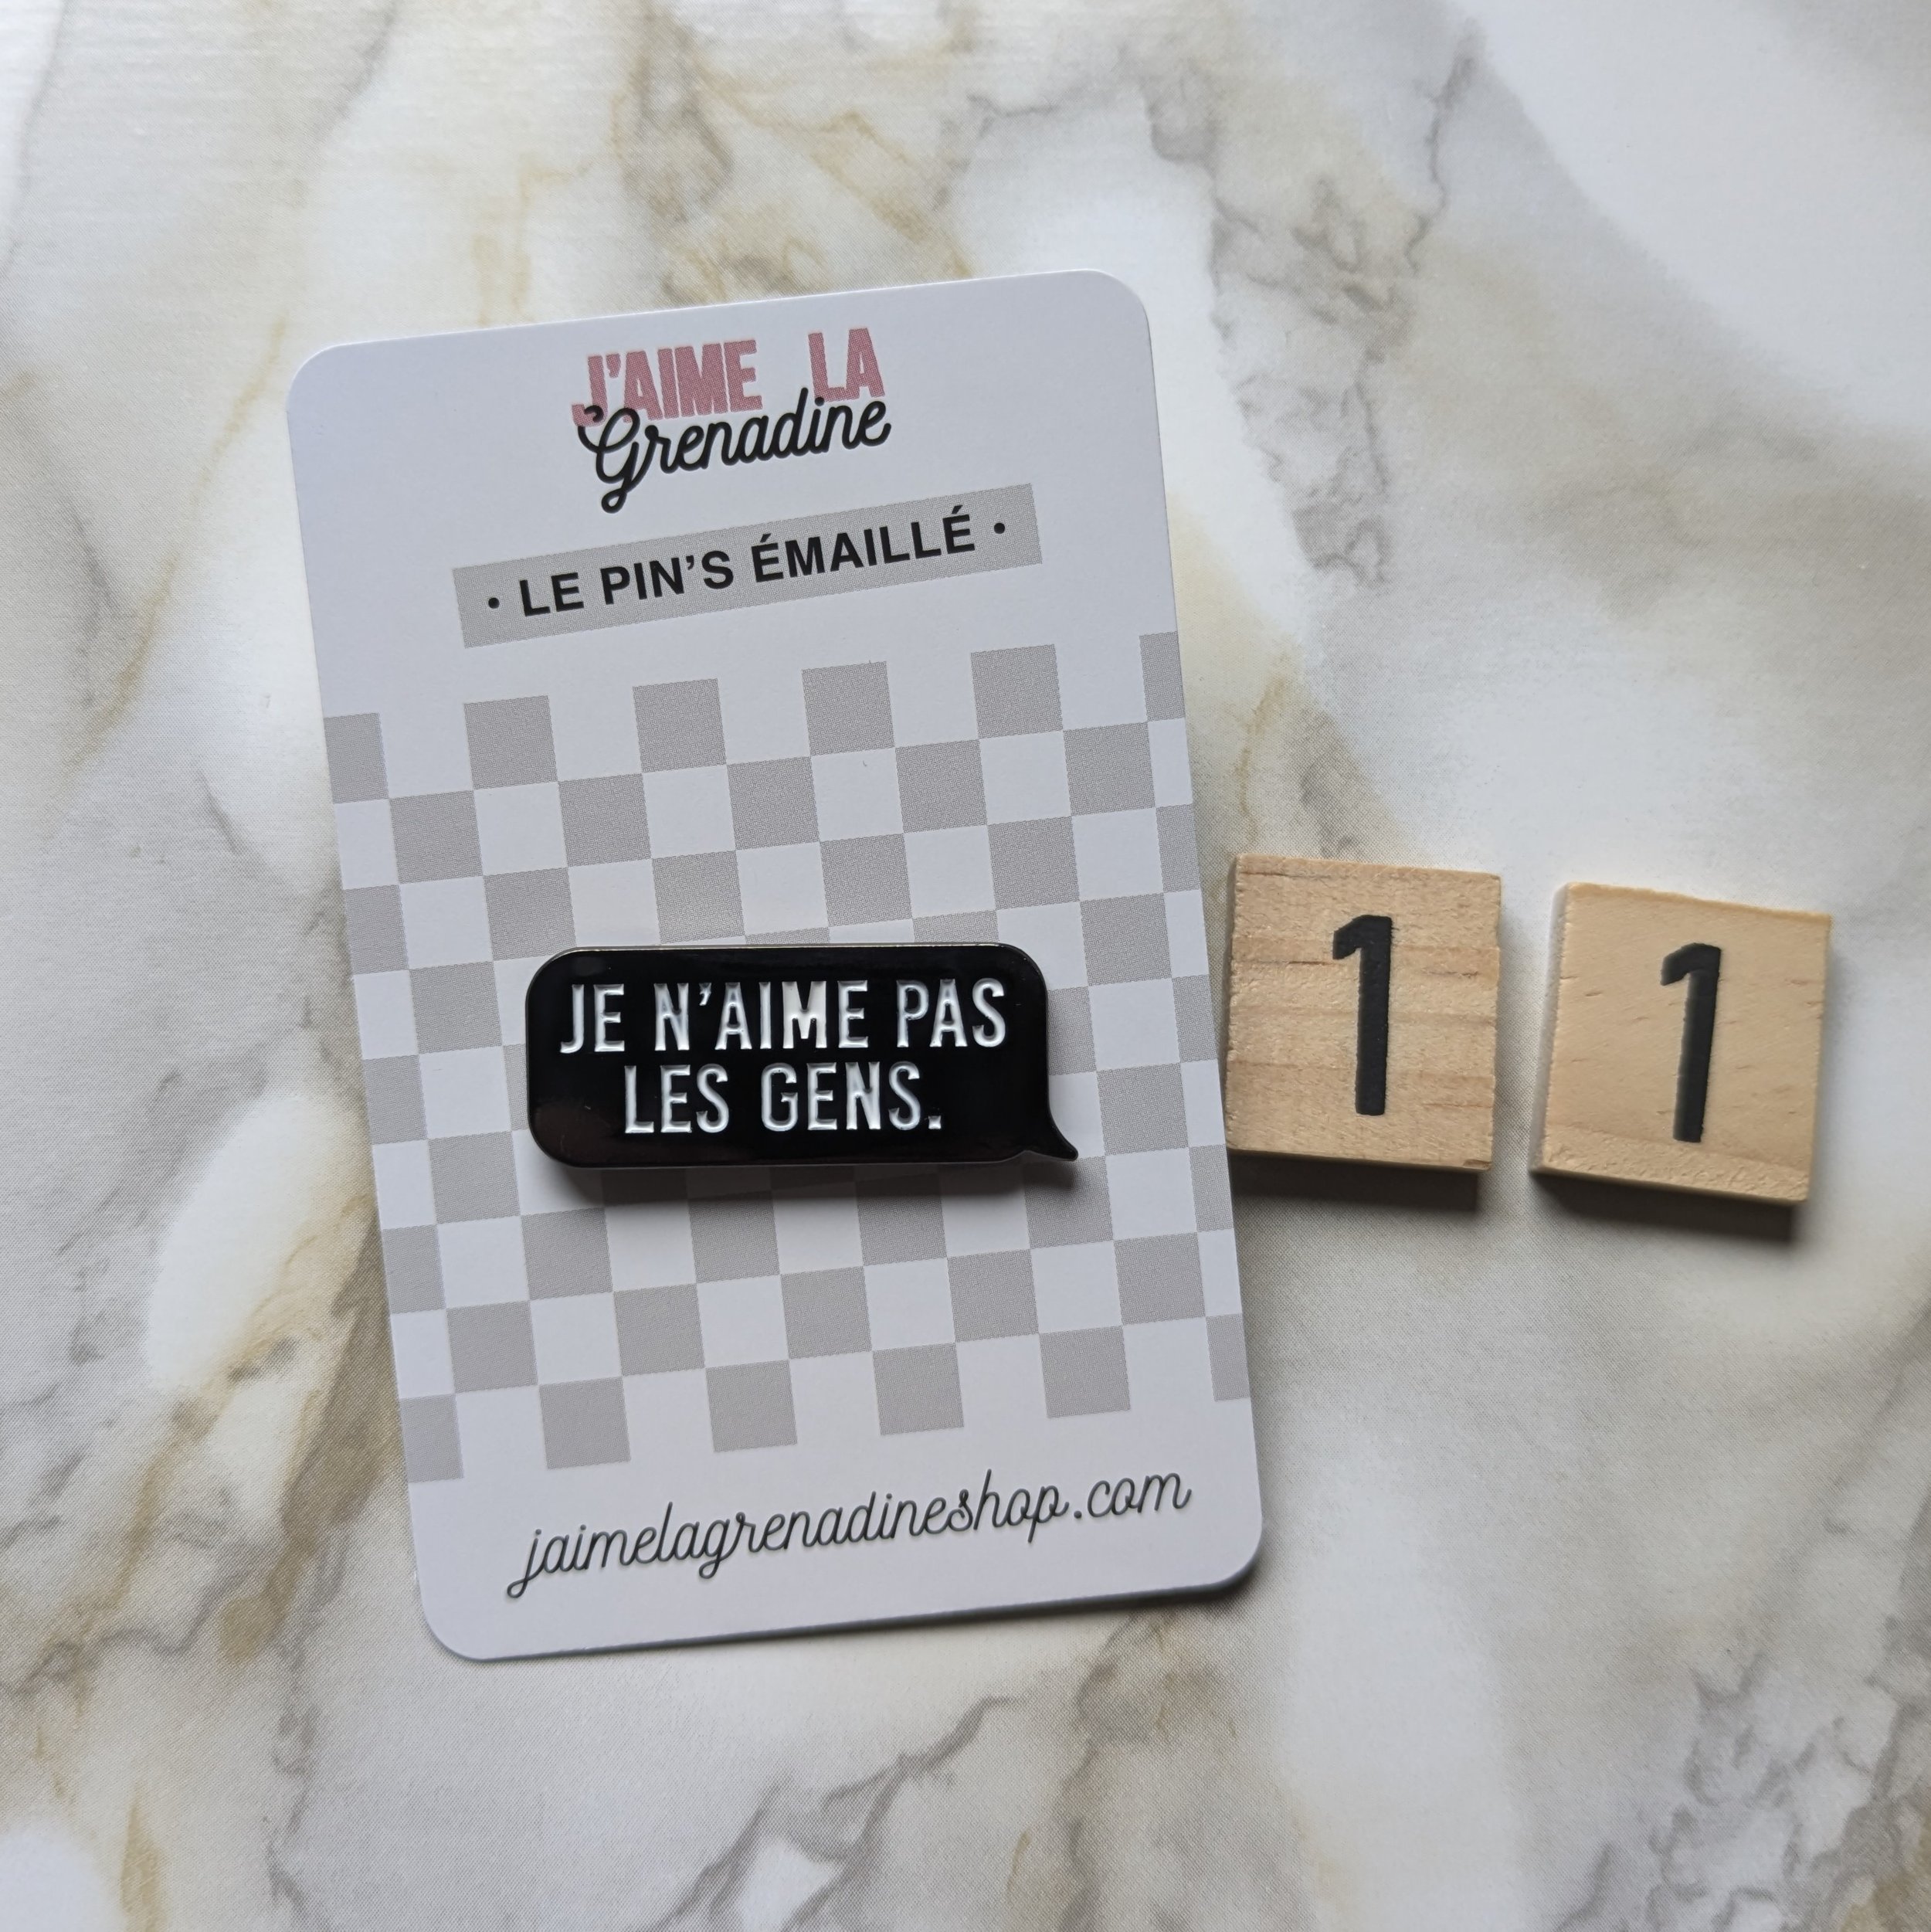 J'AIME LA
Grenadine
• LE PIN'S ÉMAILLÉ •
JE N'AIME PAS
LES GENS.
1 1
jaimelagrenadineshop.com